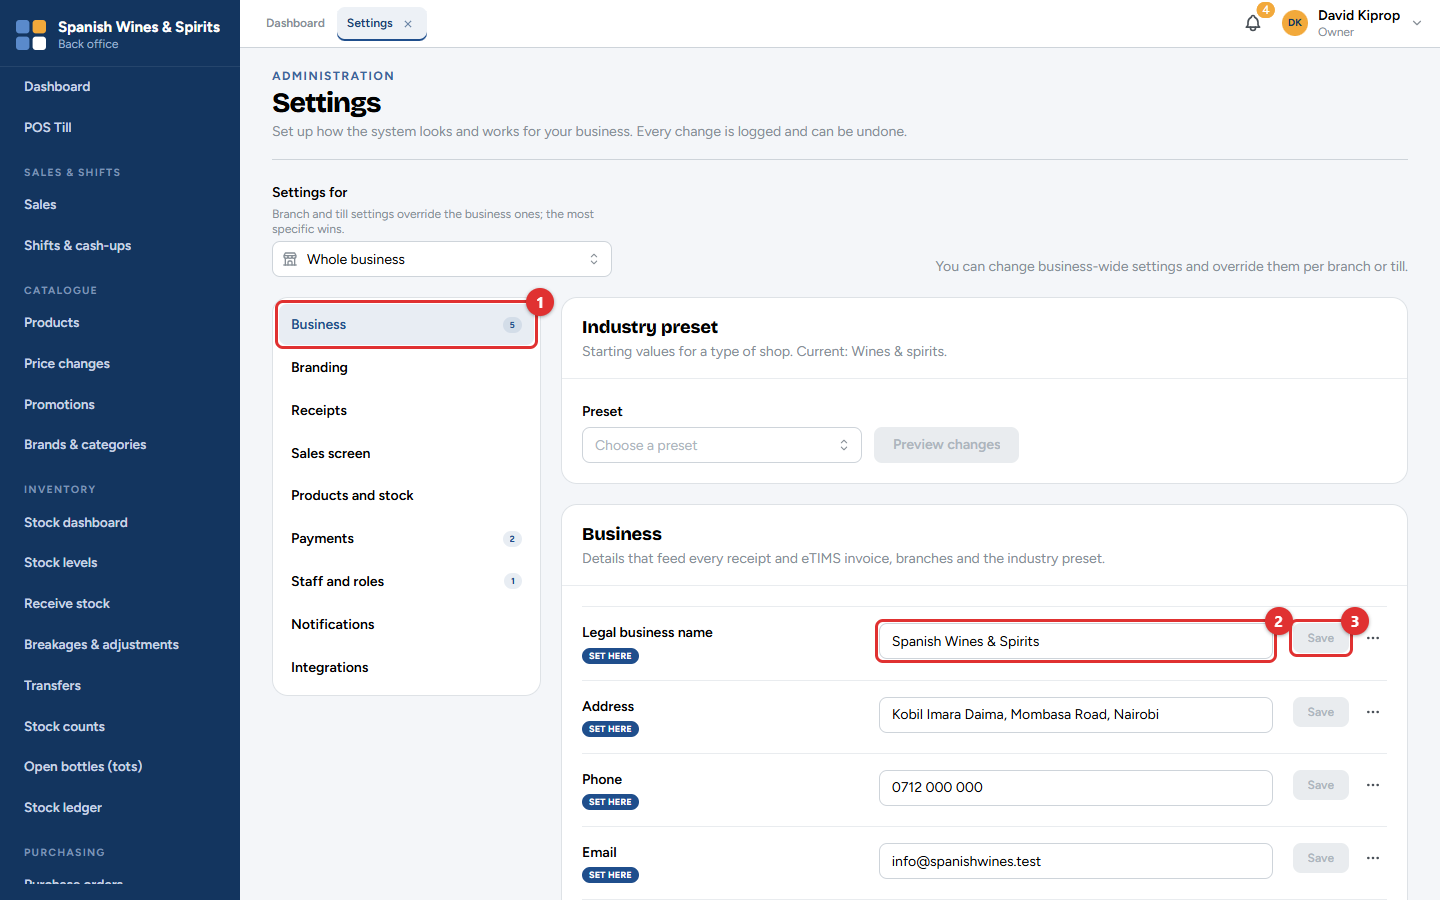 Spanish Wines & Spirits
Back office
Dashboard
POS Till
SALES & SHIFTS
Sales
Shifts & cash-ups
CATALOGUE
Products
Price changes
Promotions
Brands & categories
INVENTORY
Stock dashboard
Stock levels
Receive stock
Breakages & adjustments
Transfers
Stock counts
Open bottles (tots)
Stock ledger
PURCHASING
Purchase orders
Dashboard
Settings
4
DK
David Kiprop
Owner
ADMINISTRATION
Settings
Set up how the system looks and works for your business. Every change is logged and can be undone.
Settings for
Branch and till settings override the business ones; the most
specific wins.
Whole business
You can change business-wide settings and override them per branch or till.
1
Business 5
Branding
Receipts
Sales screen
Products and stock
Payments 2
Staff and roles 1
Notifications
Integrations
Industry preset
Starting values for a type of shop. Current: Wines & spirits.
Preset
Choose a preset
Preview changes
Business
Details that feed every receipt and eTIMS invoice, branches and the industry preset.
Legal business name
SET HERE
Spanish Wines & Spirits
2
Save
3
Address
SET HERE
Kobil Imara Daima, Mombasa Road, Nairobi
Save
Phone
SET HERE
0712 000 000
Save
Email
SET HERE
info@spanishwines.test
Save